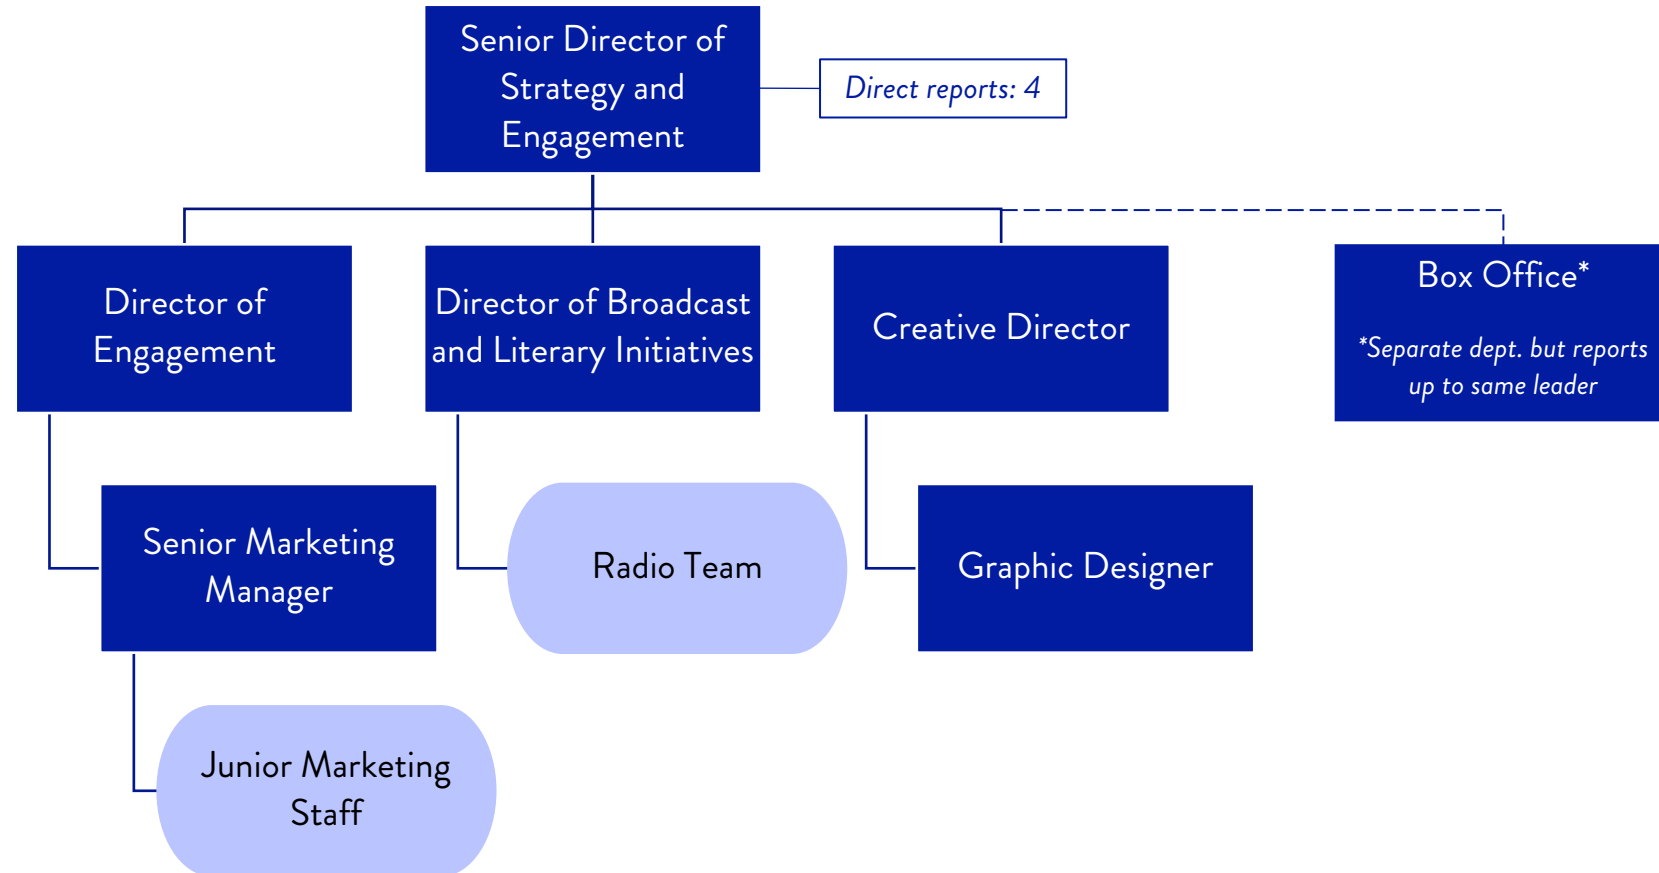 Senior Director of
Strategy and
Engagement
Direct reports: 4
Director of
Engagement
Director of Broadcast
and Literary Initiatives
Creative Director
Box Office*
*Separate dept. but reports
up to same leader
Senior Marketing
Manager
Radio Team
Graphic Designer
Junior Marketing
Staff